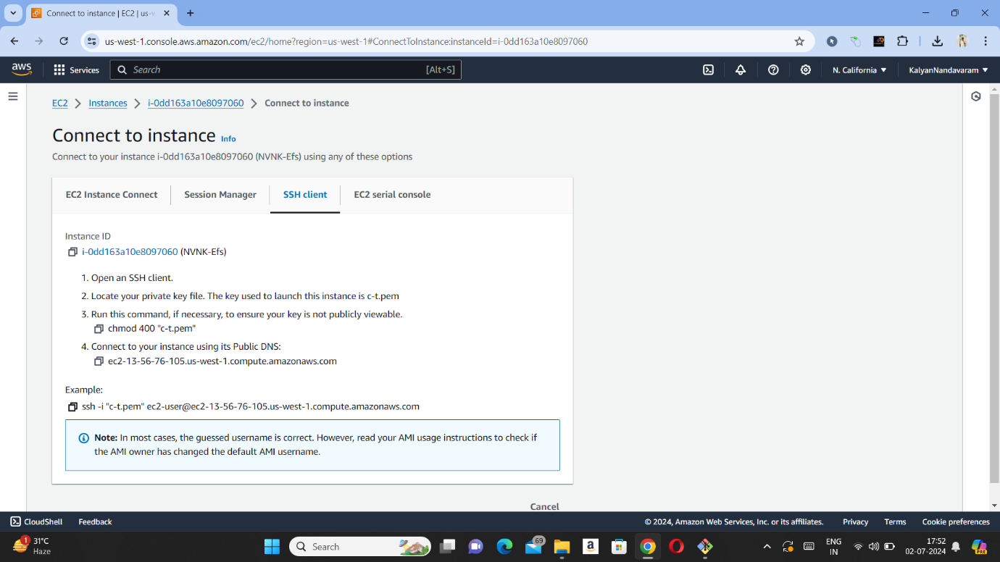 Connect to instance | EC2 | us-w
us-west-1.console.aws.amazon.com/ec2/home?region=us-west-1#ConnectToInstance:instanceId=i-0dd163a10e8097060
aws Services Search [Alt+S] N. California KalyanNandavaram
EC2 Instances i-0dd163a10e8097060 Connect to instance
Connect to instance Info
Connect to your instance i-0dd163a10e8097060 (NVNK-Efs) using any of these options
EC2 Instance Connect Session Manager SSH client EC2 serial console
Instance ID
i-0dd163a10e8097060 (NVNK-Efs)
1. Open an SSH client.
2. Locate your private key file. The key used to launch this instance is c-t.pem
3. Run this command, if necessary, to ensure your key is not publicly viewable.
chmod 400 "c-t.pem"
4. Connect to your instance using its Public DNS:
ec2-13-56-76-105.us-west-1.compute.amazonaws.com
Example:
ssh -i "c-t.pem" ec2-user@ec2-13-56-76-105.us-west-1.compute.amazonaws.com
Note: In most cases, the guessed username is correct. However, read your AMI usage instructions to check if
the AMI owner has changed the default AMI username.
Cancel
CloudShell Feedback © 2024, Amazon Web Services, Inc. or its affiliates. Privacy Terms Cookie preferences
1 31°C
Haze
Search
69
a
ENG
IN
17:52
02-07-2024
PRE